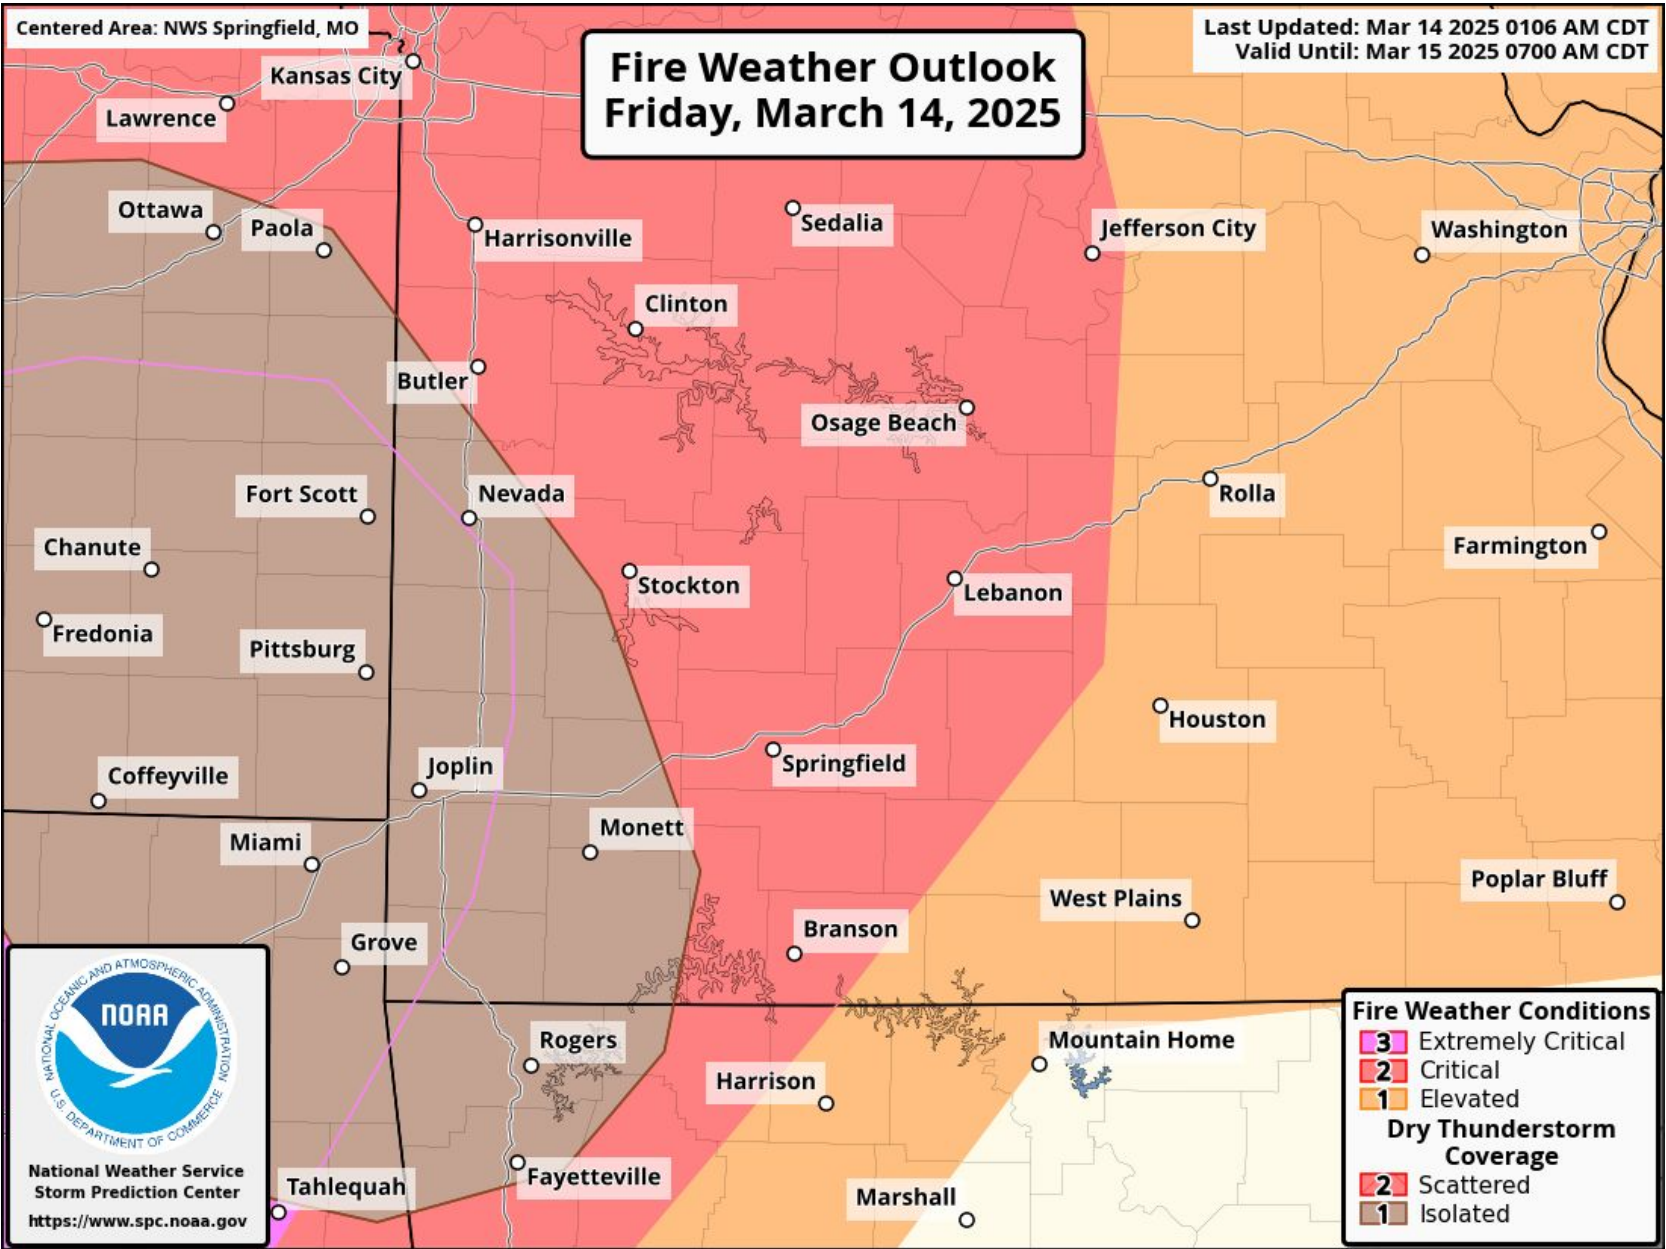 Centered Area: NWS Springfield, MO
Last Updated: Mar 14 2025 0106 AM CDT
Valid Until: Mar 15 2025 0700 AM CDT
Fire Weather Outlook
Friday, March 14, 2025
Kansas City
Lawrence
Ottawa
Paola
Harrisonville
Sedalia
Jefferson City
Washington
Clinton
Butler
Osage Beach
Fort Scott
Nevada
Rolla
Chanute
Farmington
Stockton
Lebanon
Fredonia
Pittsburg
Houston
Coffeyville
Joplin
Springfield
Miami
Monett
Poplar Bluff
West Plains
Grove
Branson
Rogers
Mountain Home
Harrison
Tahlequah
Fayetteville
Marshall
NATIONAL OCEANIC AND ATMOSPHERIC ADMINISTRATION
NOAA
U.S. DEPARTMENT OF COMMERCE
National Weather Service
Storm Prediction Center
https://www.spc.noaa.gov
Fire Weather Conditions
3 Extremely Critical
2 Critical
1 Elevated
Dry Thunderstorm
Coverage
2 Scattered
1 Isolated